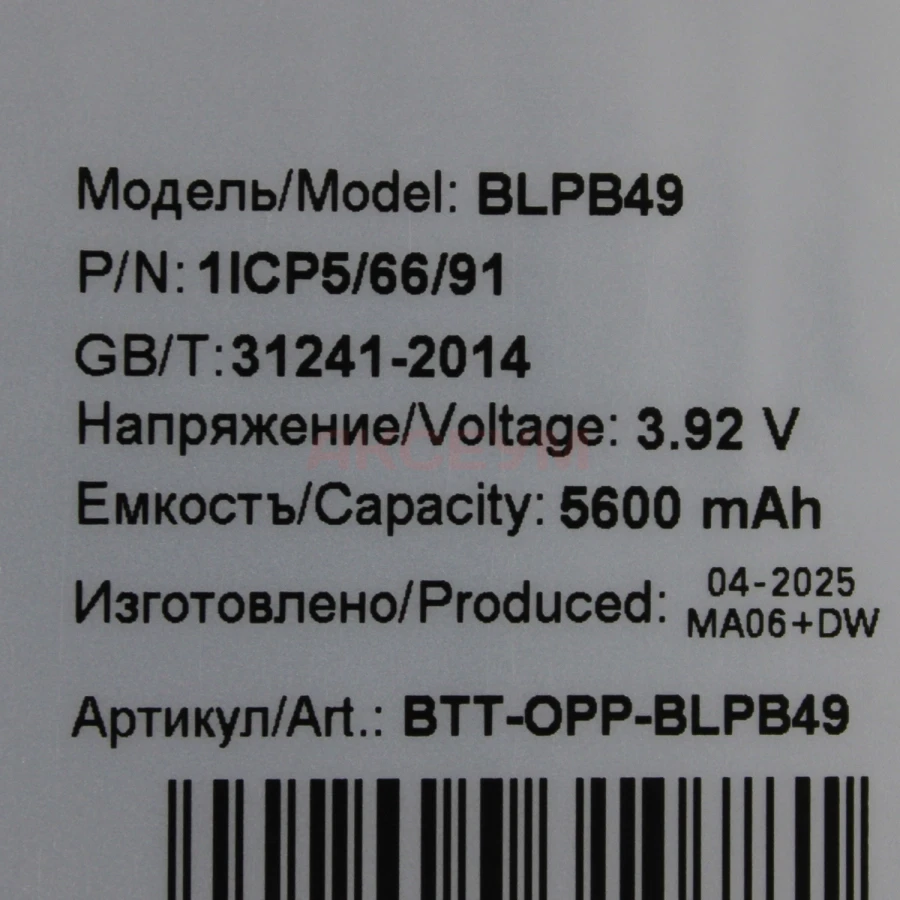 Модель/Model: BLPB49
P/N: 1ICP5/66/91
GB/T:31241-2014
Напряжение/Voltage: 3.92 V
АКСЕУМ
Емкостъ/Capacity: 5600 mAh
Изготовлено/Produced: 04-2025
MA06+DW
Артикул/Art.: BTT-OPP-BLPB49